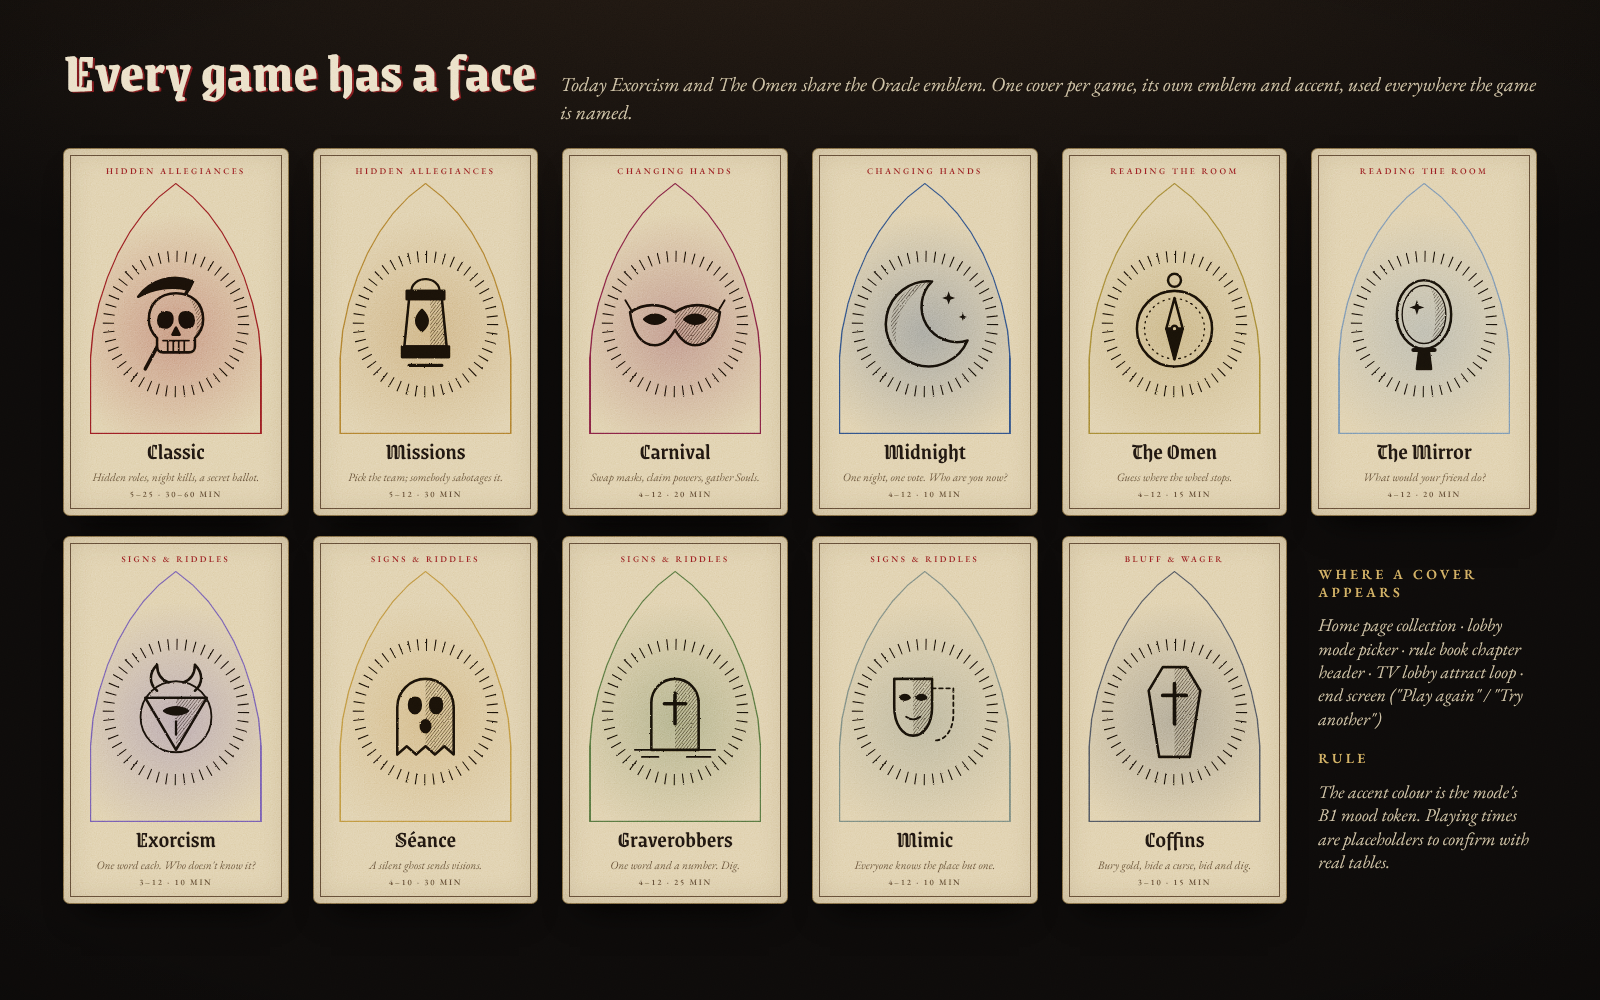 Every game has a face
Today Exorcism and The Omen share the Oracle emblem. One cover per game, its own emblem and accent, used everywhere the game
is named.
HIDDEN ALLEGIANCES
Classic
Hidden roles, night kills, a secret ballot.
5–25 · 30–60 MIN
HIDDEN ALLEGIANCES
Missions
Pick the team; somebody sabotages it.
5–12 · 30 MIN
CHANGING HANDS
Carnival
Swap masks, claim powers, gather Souls.
4–12 · 20 MIN
CHANGING HANDS
Midnight
One night, one vote. Who are you now?
4–12 · 10 MIN
READING THE ROOM
The Omen
Guess where the wheel stops.
4–12 · 15 MIN
READING THE ROOM
The Mirror
What would your friend do?
4–12 · 20 MIN
SIGNS & RIDDLES
Exorcism
One word each. Who doesn't know it?
3–12 · 10 MIN
SIGNS & RIDDLES
Séance
A silent ghost sends visions.
4–10 · 30 MIN
SIGNS & RIDDLES
Graverobbers
One word and a number. Dig.
4–12 · 25 MIN
SIGNS & RIDDLES
Mimic
Everyone knows the place but one.
4–12 · 10 MIN
BLUFF & WAGER
Coffins
Bury gold, hide a curse, bid and dig.
3–10 · 15 MIN
WHERE A COVER
APPEARS
Home page collection · lobby
mode picker · rule book chapter
header · TV lobby attract loop ·
end screen ("Play again" / "Try
another")
RULE
The accent colour is the mode's
B1 mood token. Playing times
are placeholders to confirm with
real tables.